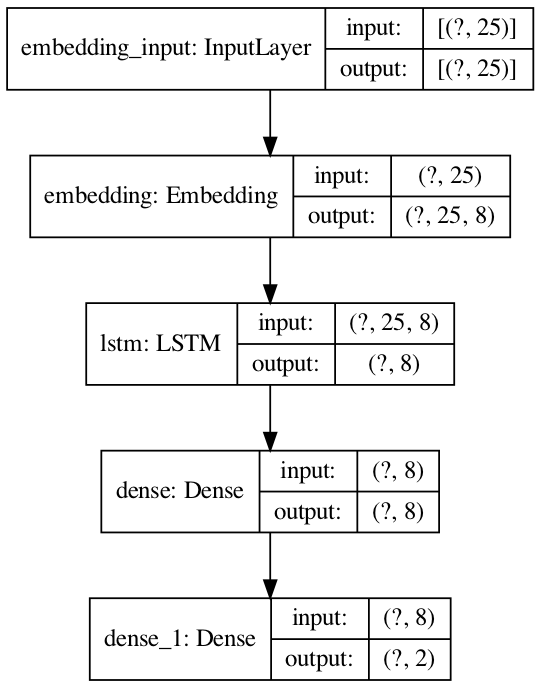 embedding_input: InputLayer
input:
[(?, 25)]
output:
[(?, 25)]
embedding: Embedding
input:
(?, 25)
output:
(?, 25, 8)
lstm: LSTM
input:
(?, 25, 8)
output:
(?, 8)
dense: Dense
input:
(?, 8)
output:
(?, 8)
dense_1: Dense
input:
(?, 8)
output:
(?, 2)